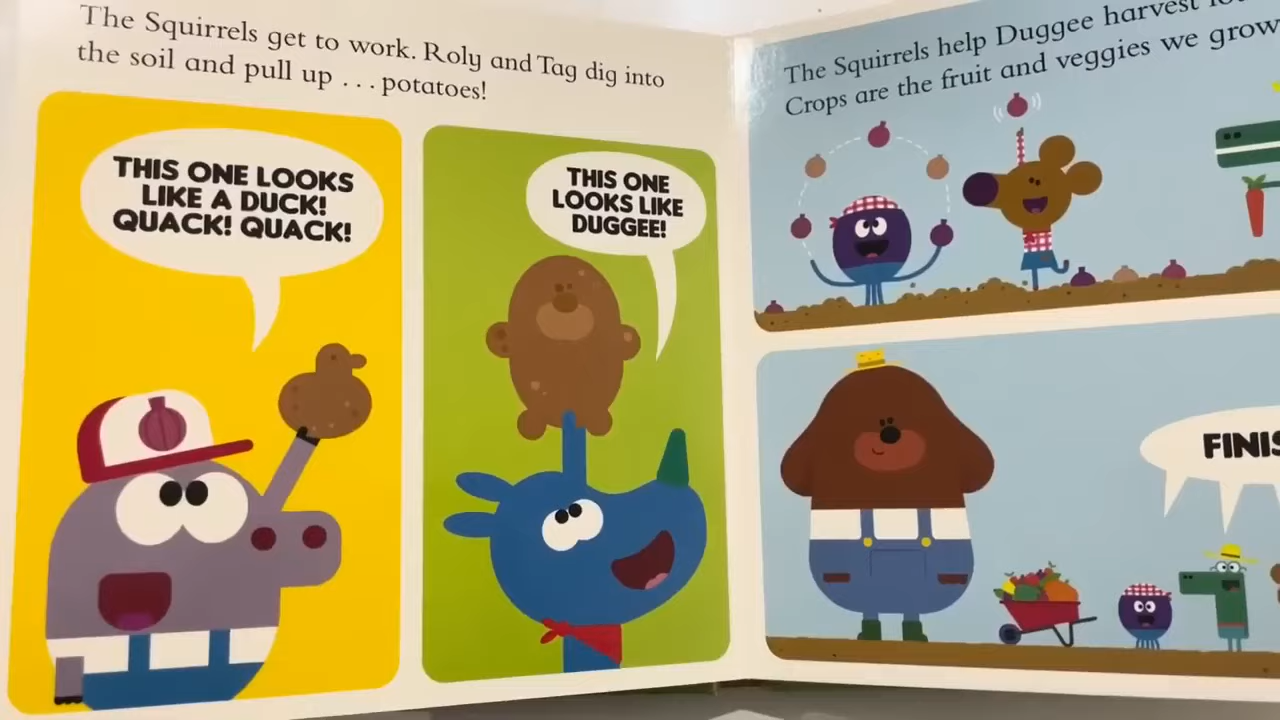 The Squirrels get to work. Roly and Tag dig into
the soil and pull up . . . potatoes!
THIS ONE LOOKS
LIKE A DUCK!
QUACK! QUACK!
THIS ONE
LOOKS LIKE
DUGGEE!
The Squirrels help Duggee harvest
Crops are the fruit and veggies we grow